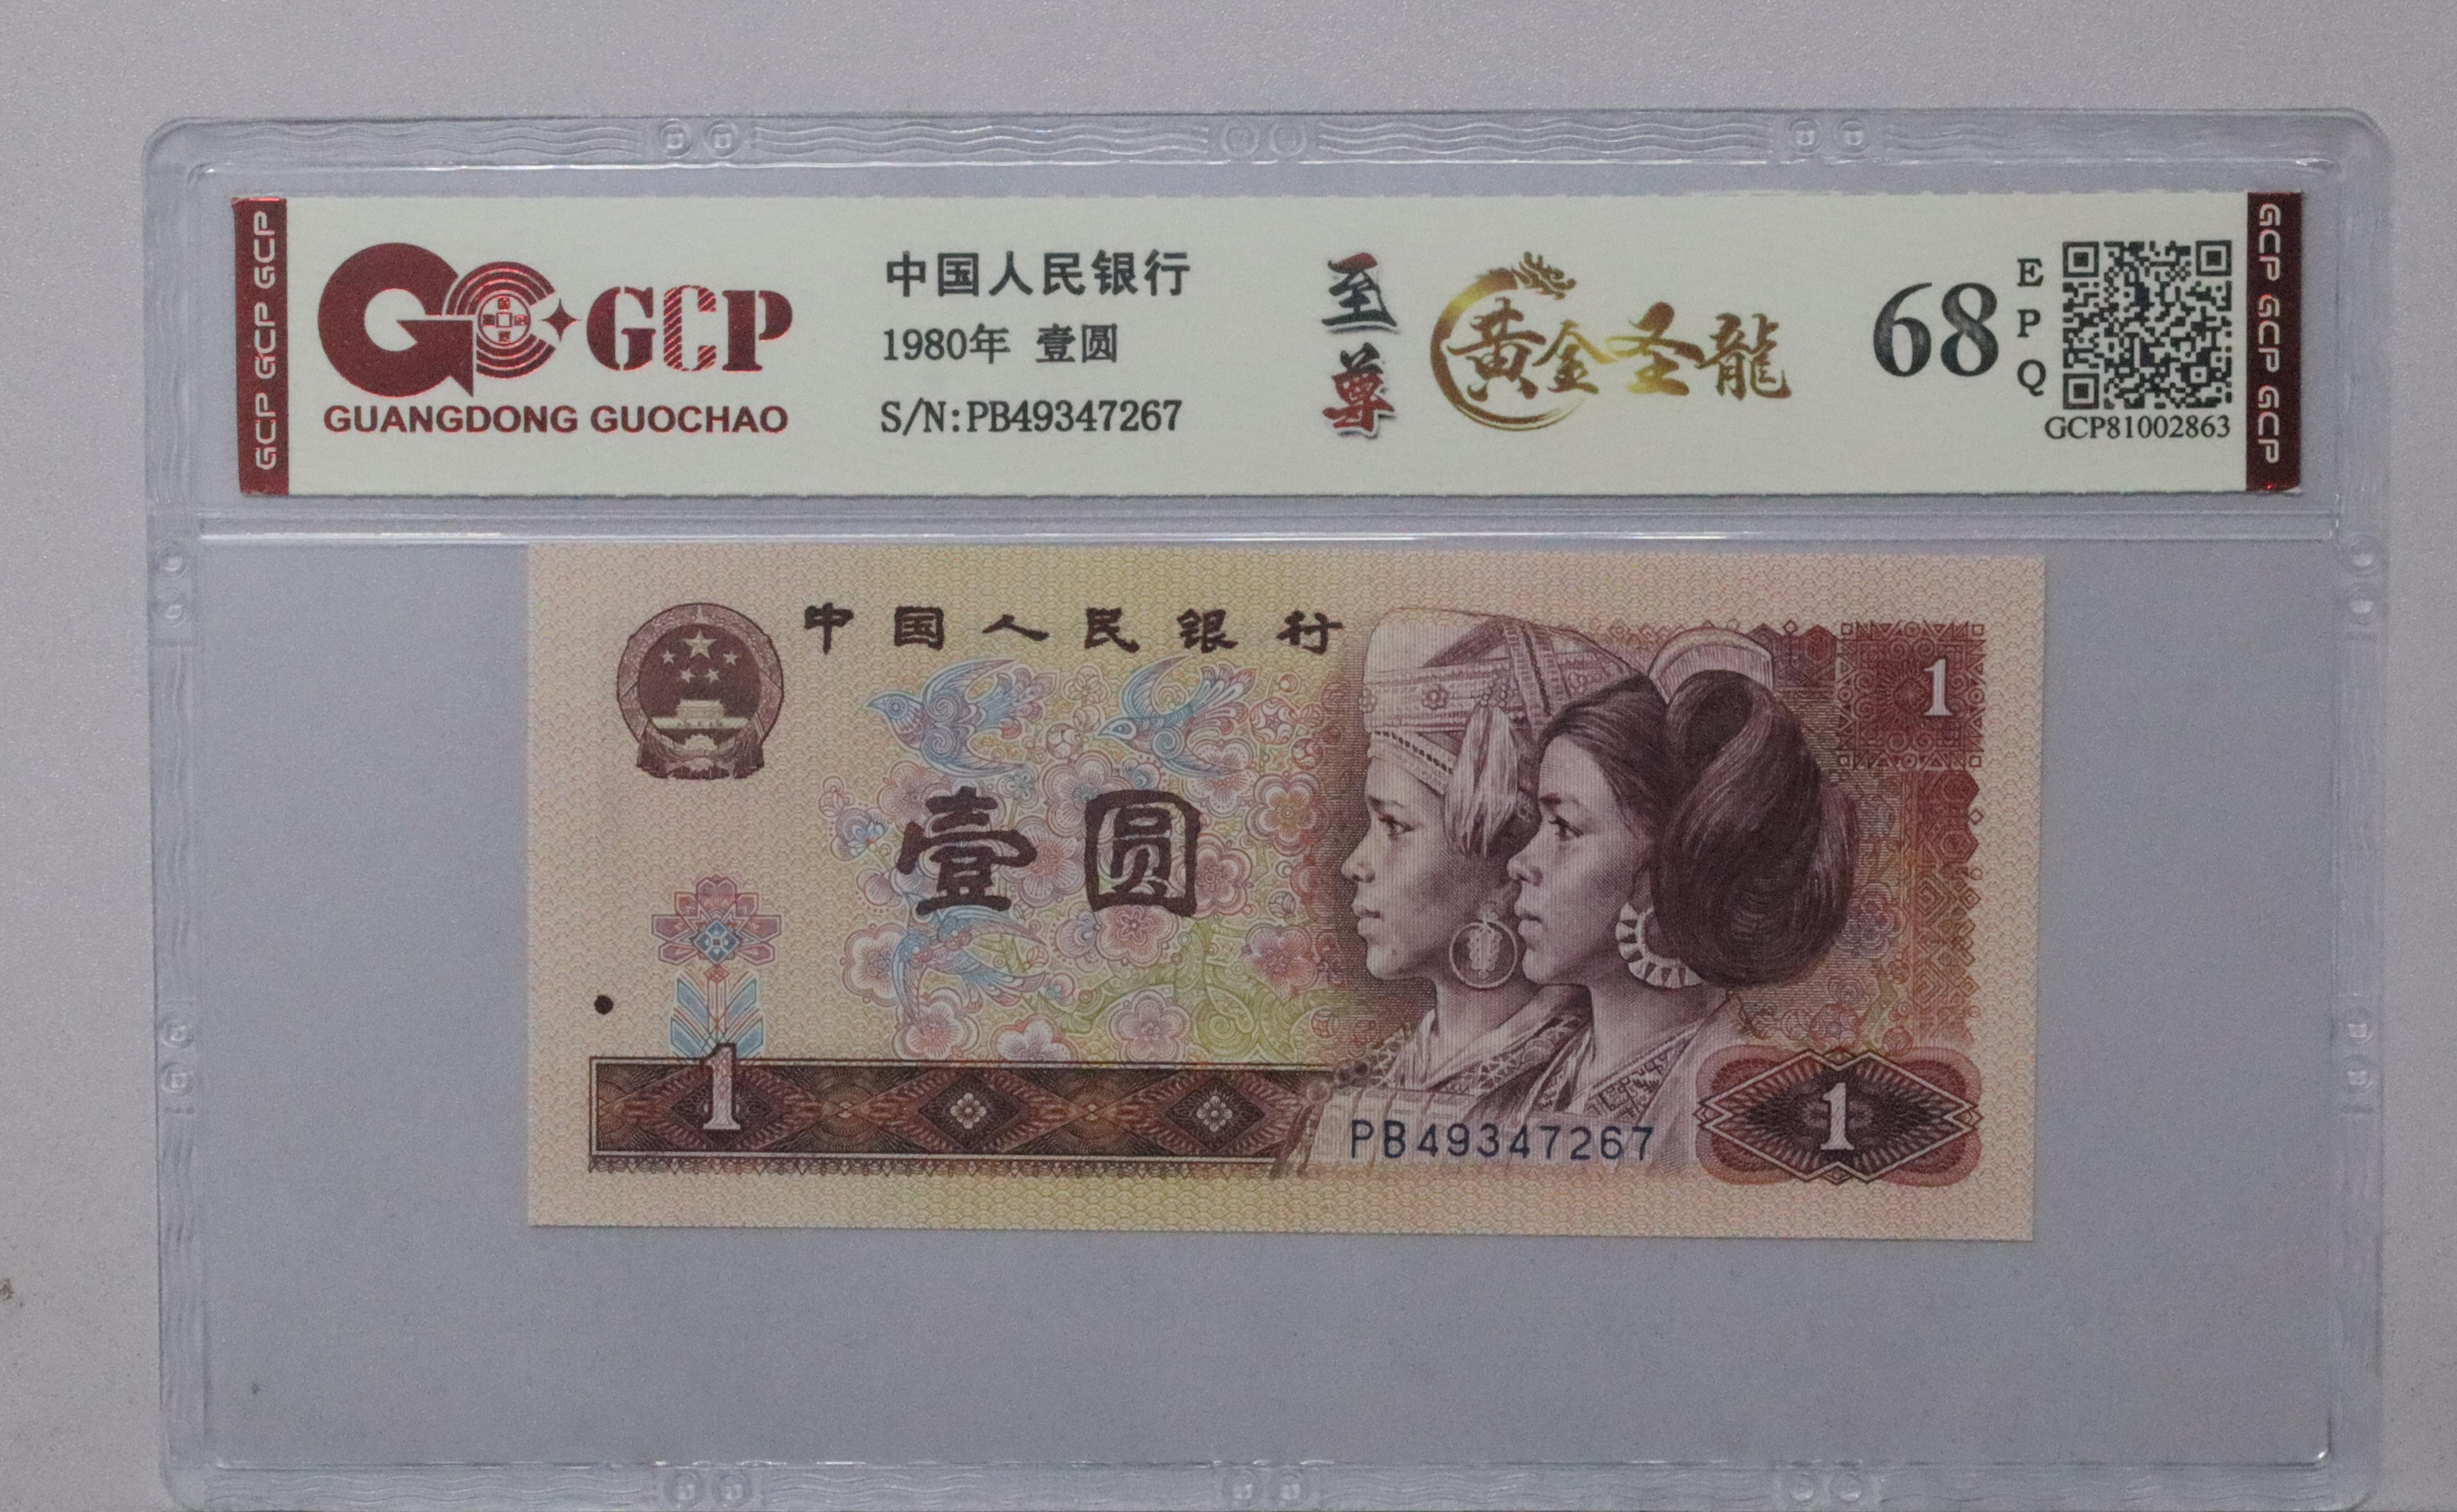 GCP GCP GCP
GCP
GUANGDONG GUOCHAO
中国人民银行
1980年 壹圆
S/N:PB49347267
至尊
黄金圣龍
68
EPQ
GCP81002863
GCP GCP GCP
中国人民银行
1
壹圆
1
PB49347267
1